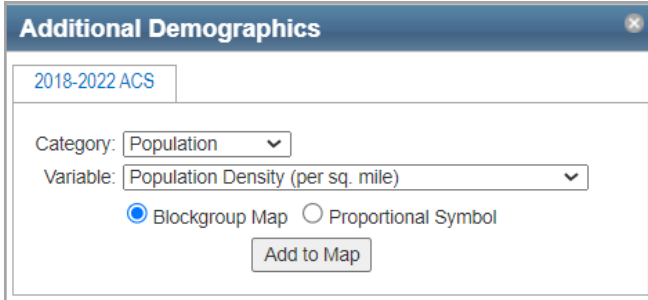 Additional Demographics
2018-2022 ACS
Category: Population
Variable: Population Density (per sq. mile)
Blockgroup Map Proportional Symbol
Add to Map